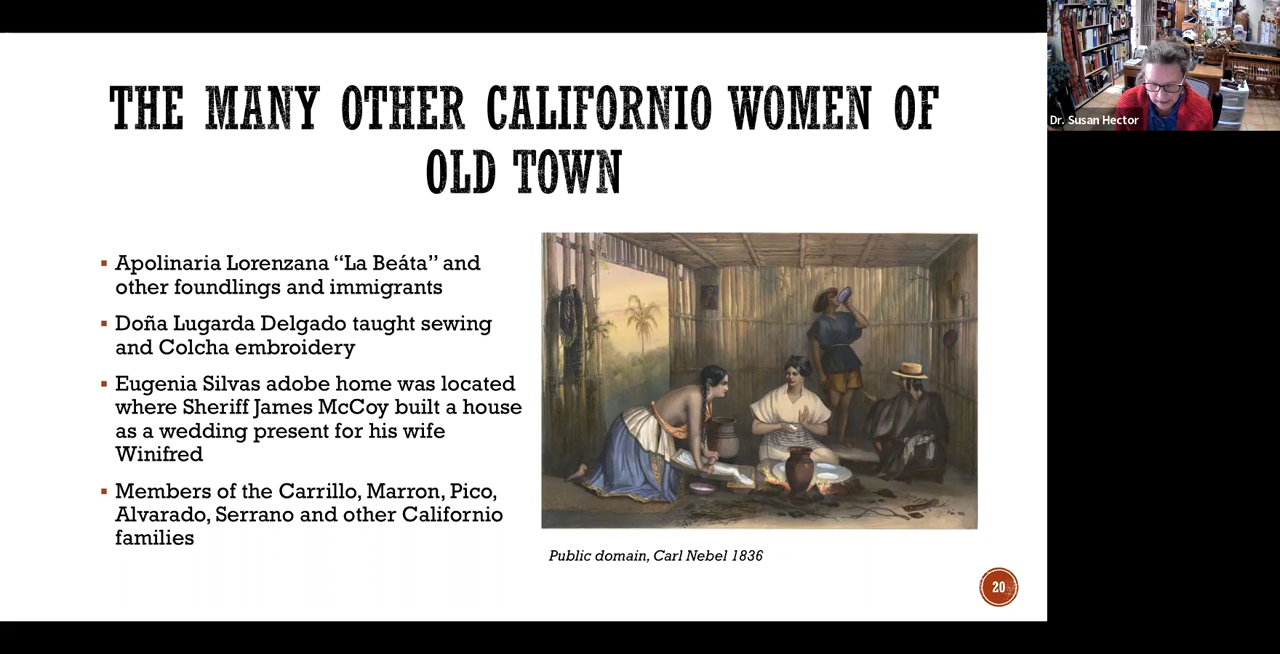 THE MANY OTHER CALIFORNIO WOMEN OF
OLD TOWN
▪ Apolinaria Lorenzana “La Beáta” and
other foundlings and immigrants
▪ Doña Lugarda Delgado taught sewing
and Colcha embroidery
▪ Eugenia Silvas adobe home was located
where Sheriff James McCoy built a house
as a wedding present for his wife
Winifred
▪ Members of the Carrillo, Marron, Pico,
Alvarado, Serrano and other Californio
families
Public domain, Carl Nebel 1836
20
Dr. Susan Hector